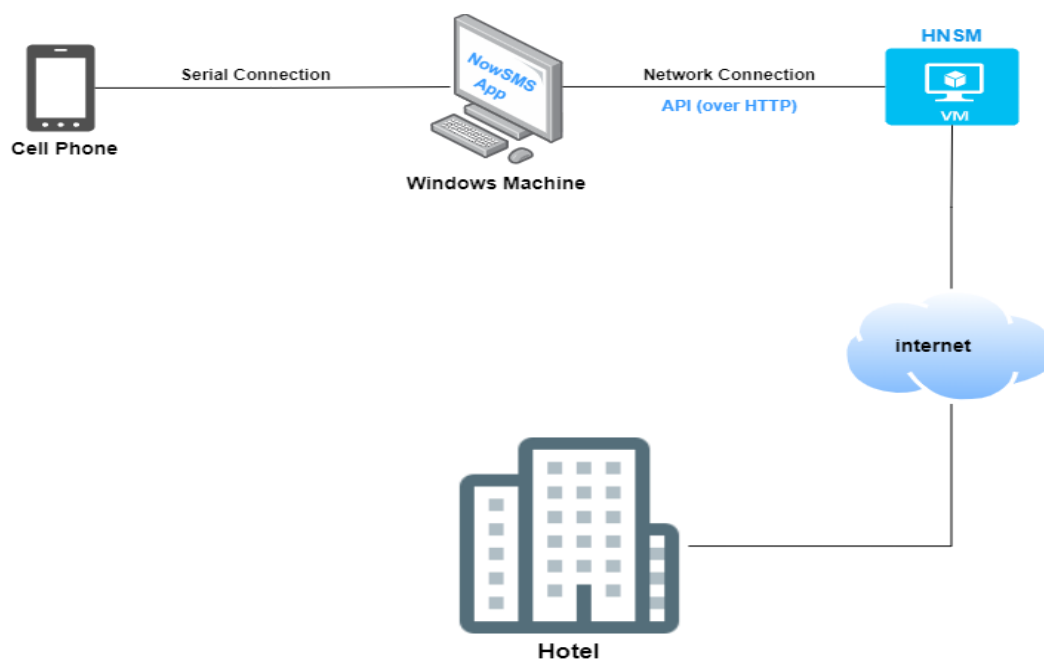 HNSM
Serial Connection
NowSMS
App
Network Connection
API (over HTTP)
VM
Cell Phone
Windows Machine
internet
Hotel